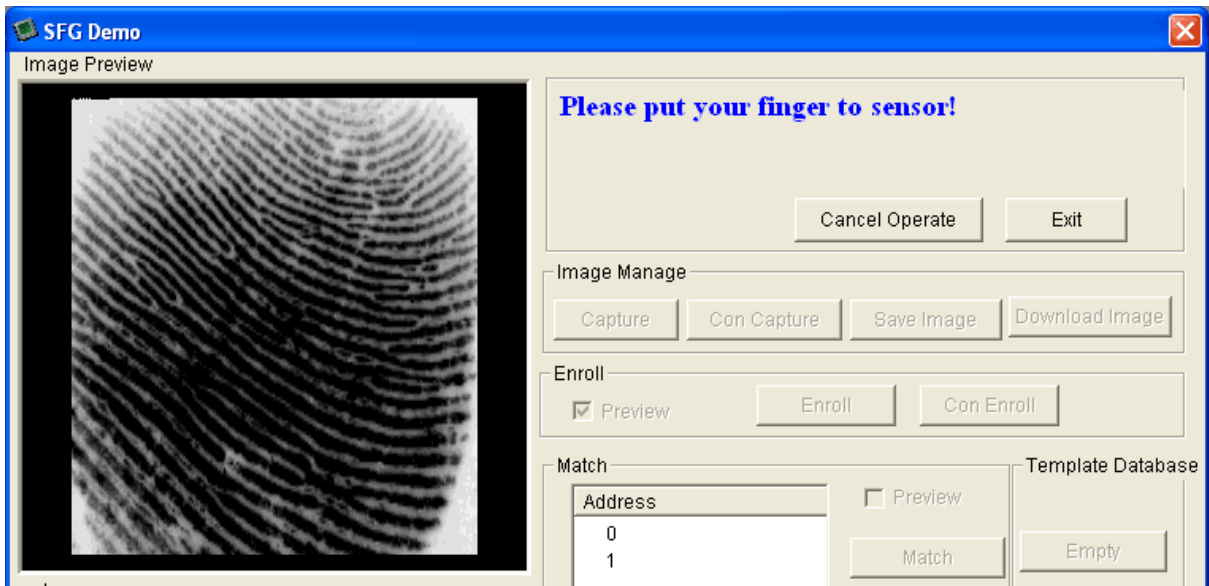 SFG Demo
Image Preview
Please put your finger to sensor!
Cancel Operate
Exit
Image Manage
Capture
Con Capture
Save Image
Download Image
Enroll
Preview
Enroll
Con Enroll
Match
Address
0
1
Preview
Match
Template Database
Empty